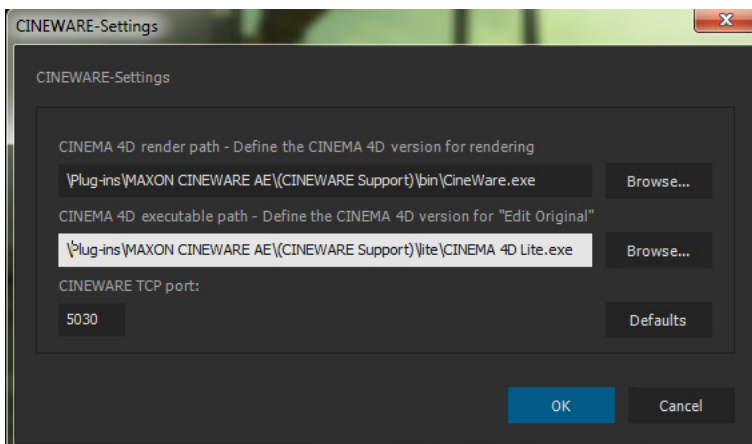 CINEWARE-Settings
CINEWARE-Settings
CINEMA 4D render path - Define the CINEMA 4D version for rendering
\Plug-ins\MAXON CINEWARE AE\(CINEWARE Support)\bin\CineWare.exe Browse...
CINEMA 4D executable path - Define the CINEMA 4D version for "Edit Original"
\Plug-ins\MAXON CINEWARE AE\(CINEWARE Support)\lite\CINEMA 4D Lite.exe Browse...
CINEWARE TCP port:
5030 Defaults
OK Cancel